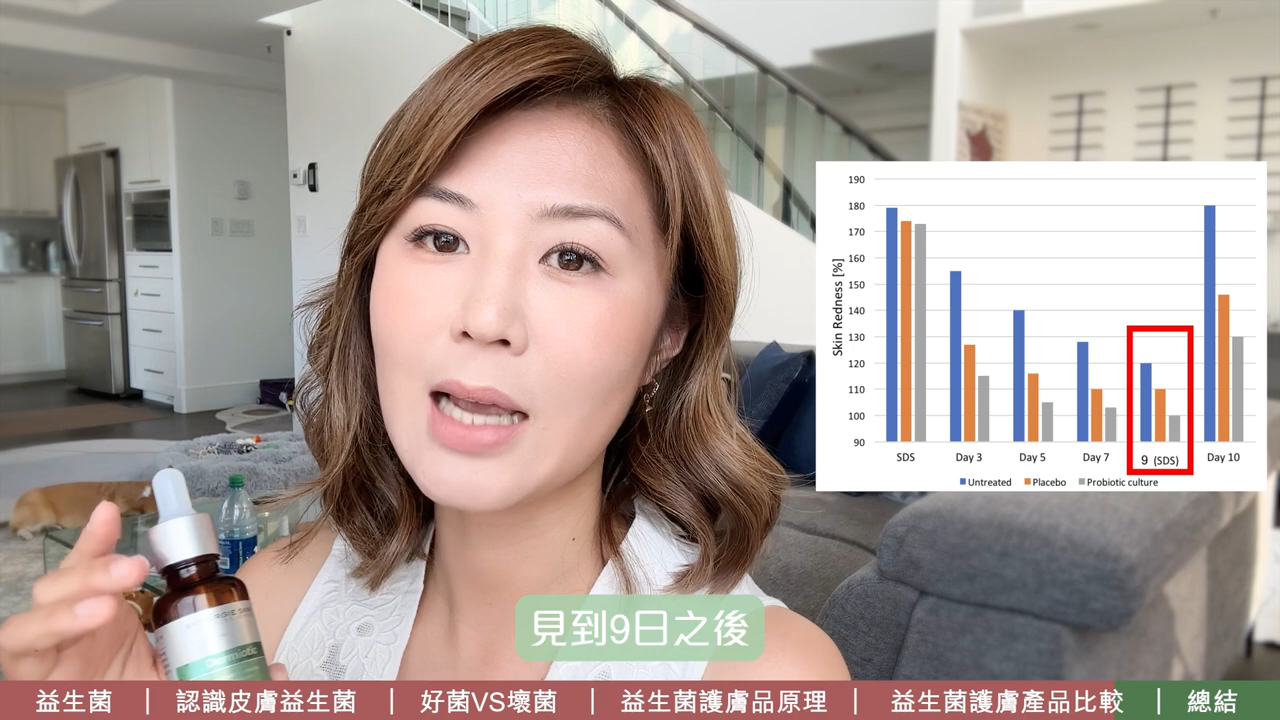 190
180
170
160
150
140
130
120
110
100
90
Skin Redness [%]
SDS Day 3 Day 5 Day 7 9 (SDS) Day 10
Untreated Placebo Probiotic culture
Dermbiotic
見到9日之後
益生菌 | 認識皮膚益生菌 | 好菌VS壞菌 | 益生菌護膚品原理 | 益生菌護膚產品比較 | 總結